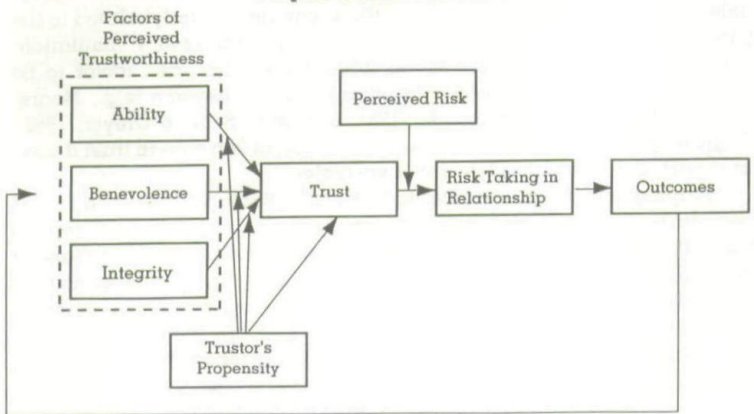 Factors of
Perceived
Trustworthiness
Ability
Benevolence
Integrity
Trustor's
Propensity
Trust
Perceived Risk
Risk Taking in
Relationship
Outcomes